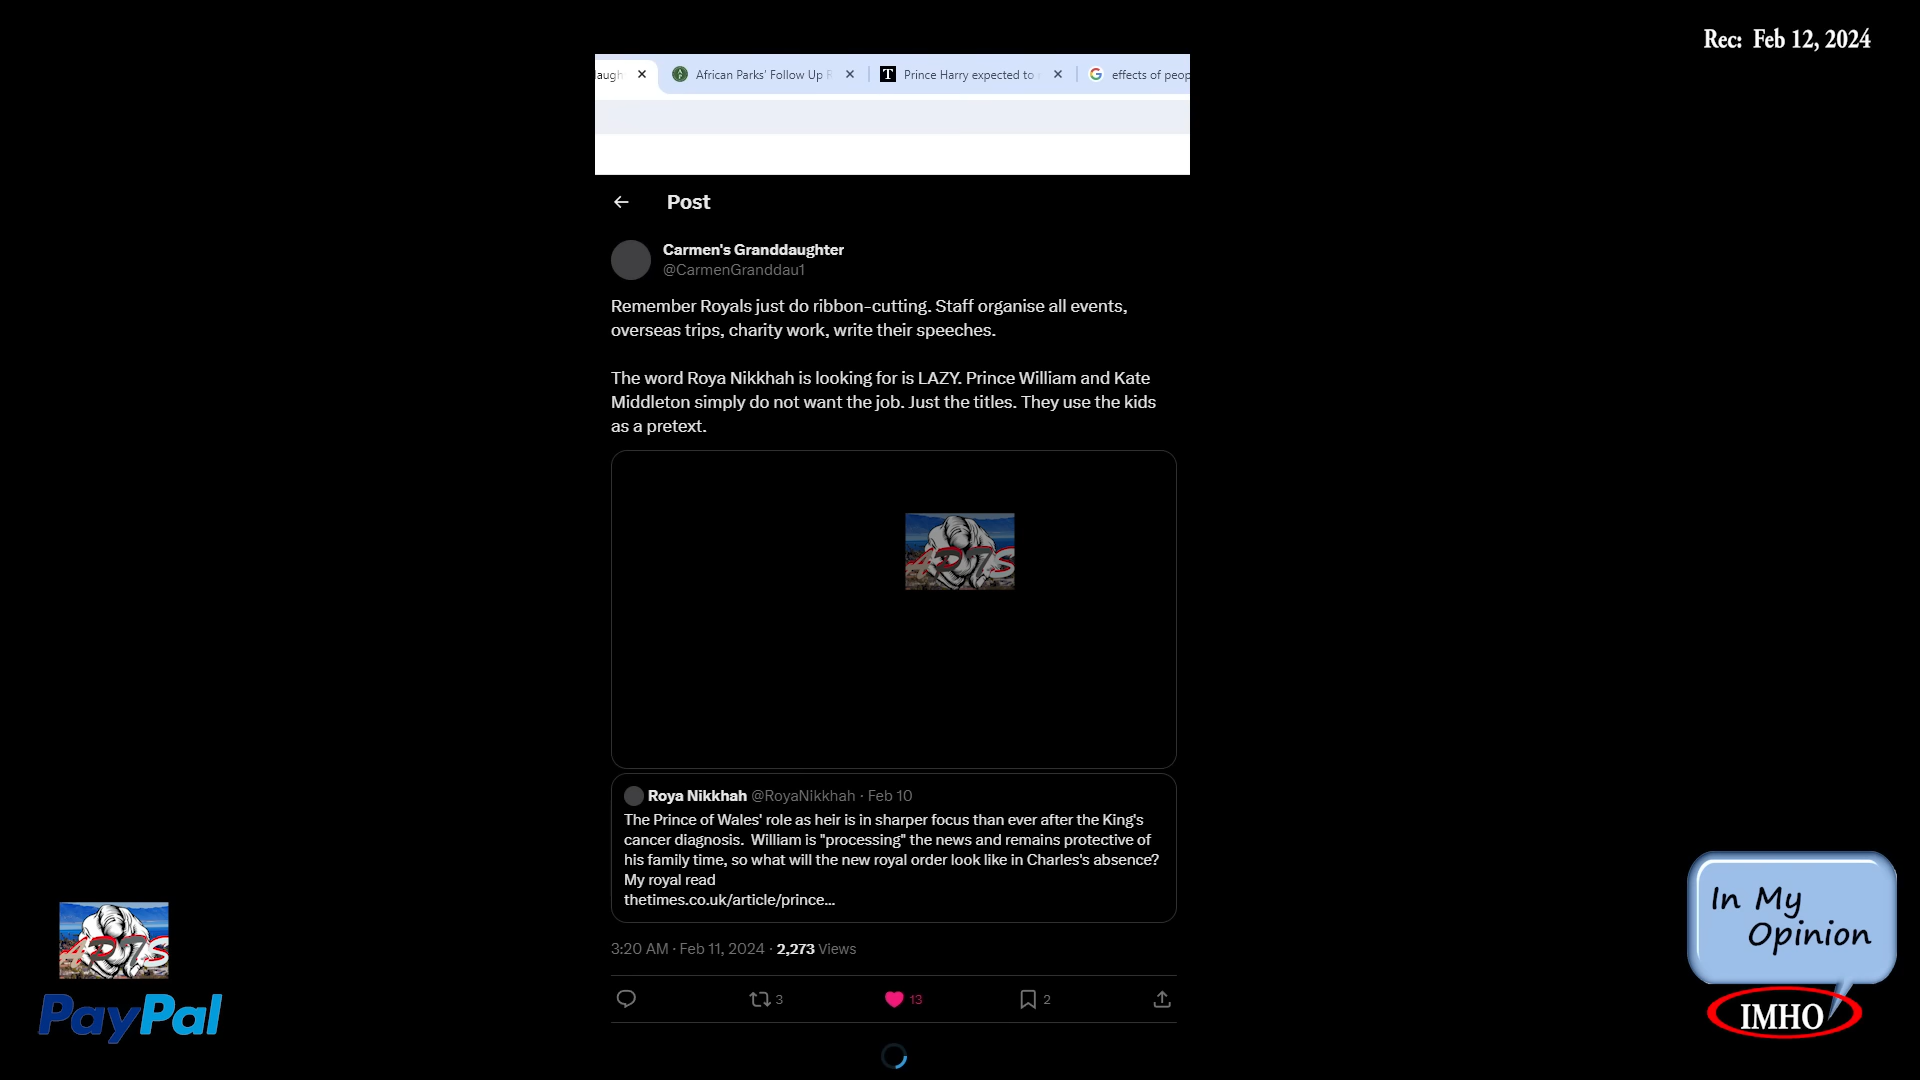 Rec: Feb 12, 2024
laugh
African Parks' Follow Up R
Prince Harry expected to
effects of peop
Post
Carmen's Granddaughter
@CarmenGranddau1
Remember Royals just do ribbon-cutting. Staff organise all events,
overseas trips, charity work, write their speeches.
The word Roya Nikkhah is looking for is LAZY. Prince William and Kate
Middleton simply do not want the job. Just the titles. They use the kids
as a pretext.
Roya Nikkhah @RoyaNikkhah · Feb 10
The Prince of Wales' role as heir is in sharper focus than ever after the King's
cancer diagnosis. William is "processing" the news and remains protective of
his family time, so what will the new royal order look like in Charles's absence?
My royal read
thetimes.co.uk/article/prince...
3:20 AM · Feb 11, 2024 · 2,273 Views
3
13
2
PayPal
In My
Opinion
IMHO